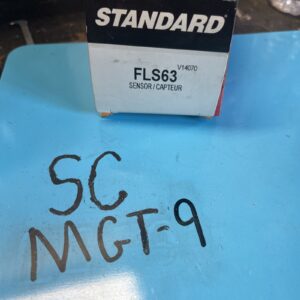 STANDARD
V14070
FLS63
SENSOR / CAPTEUR
SC
MGT-9